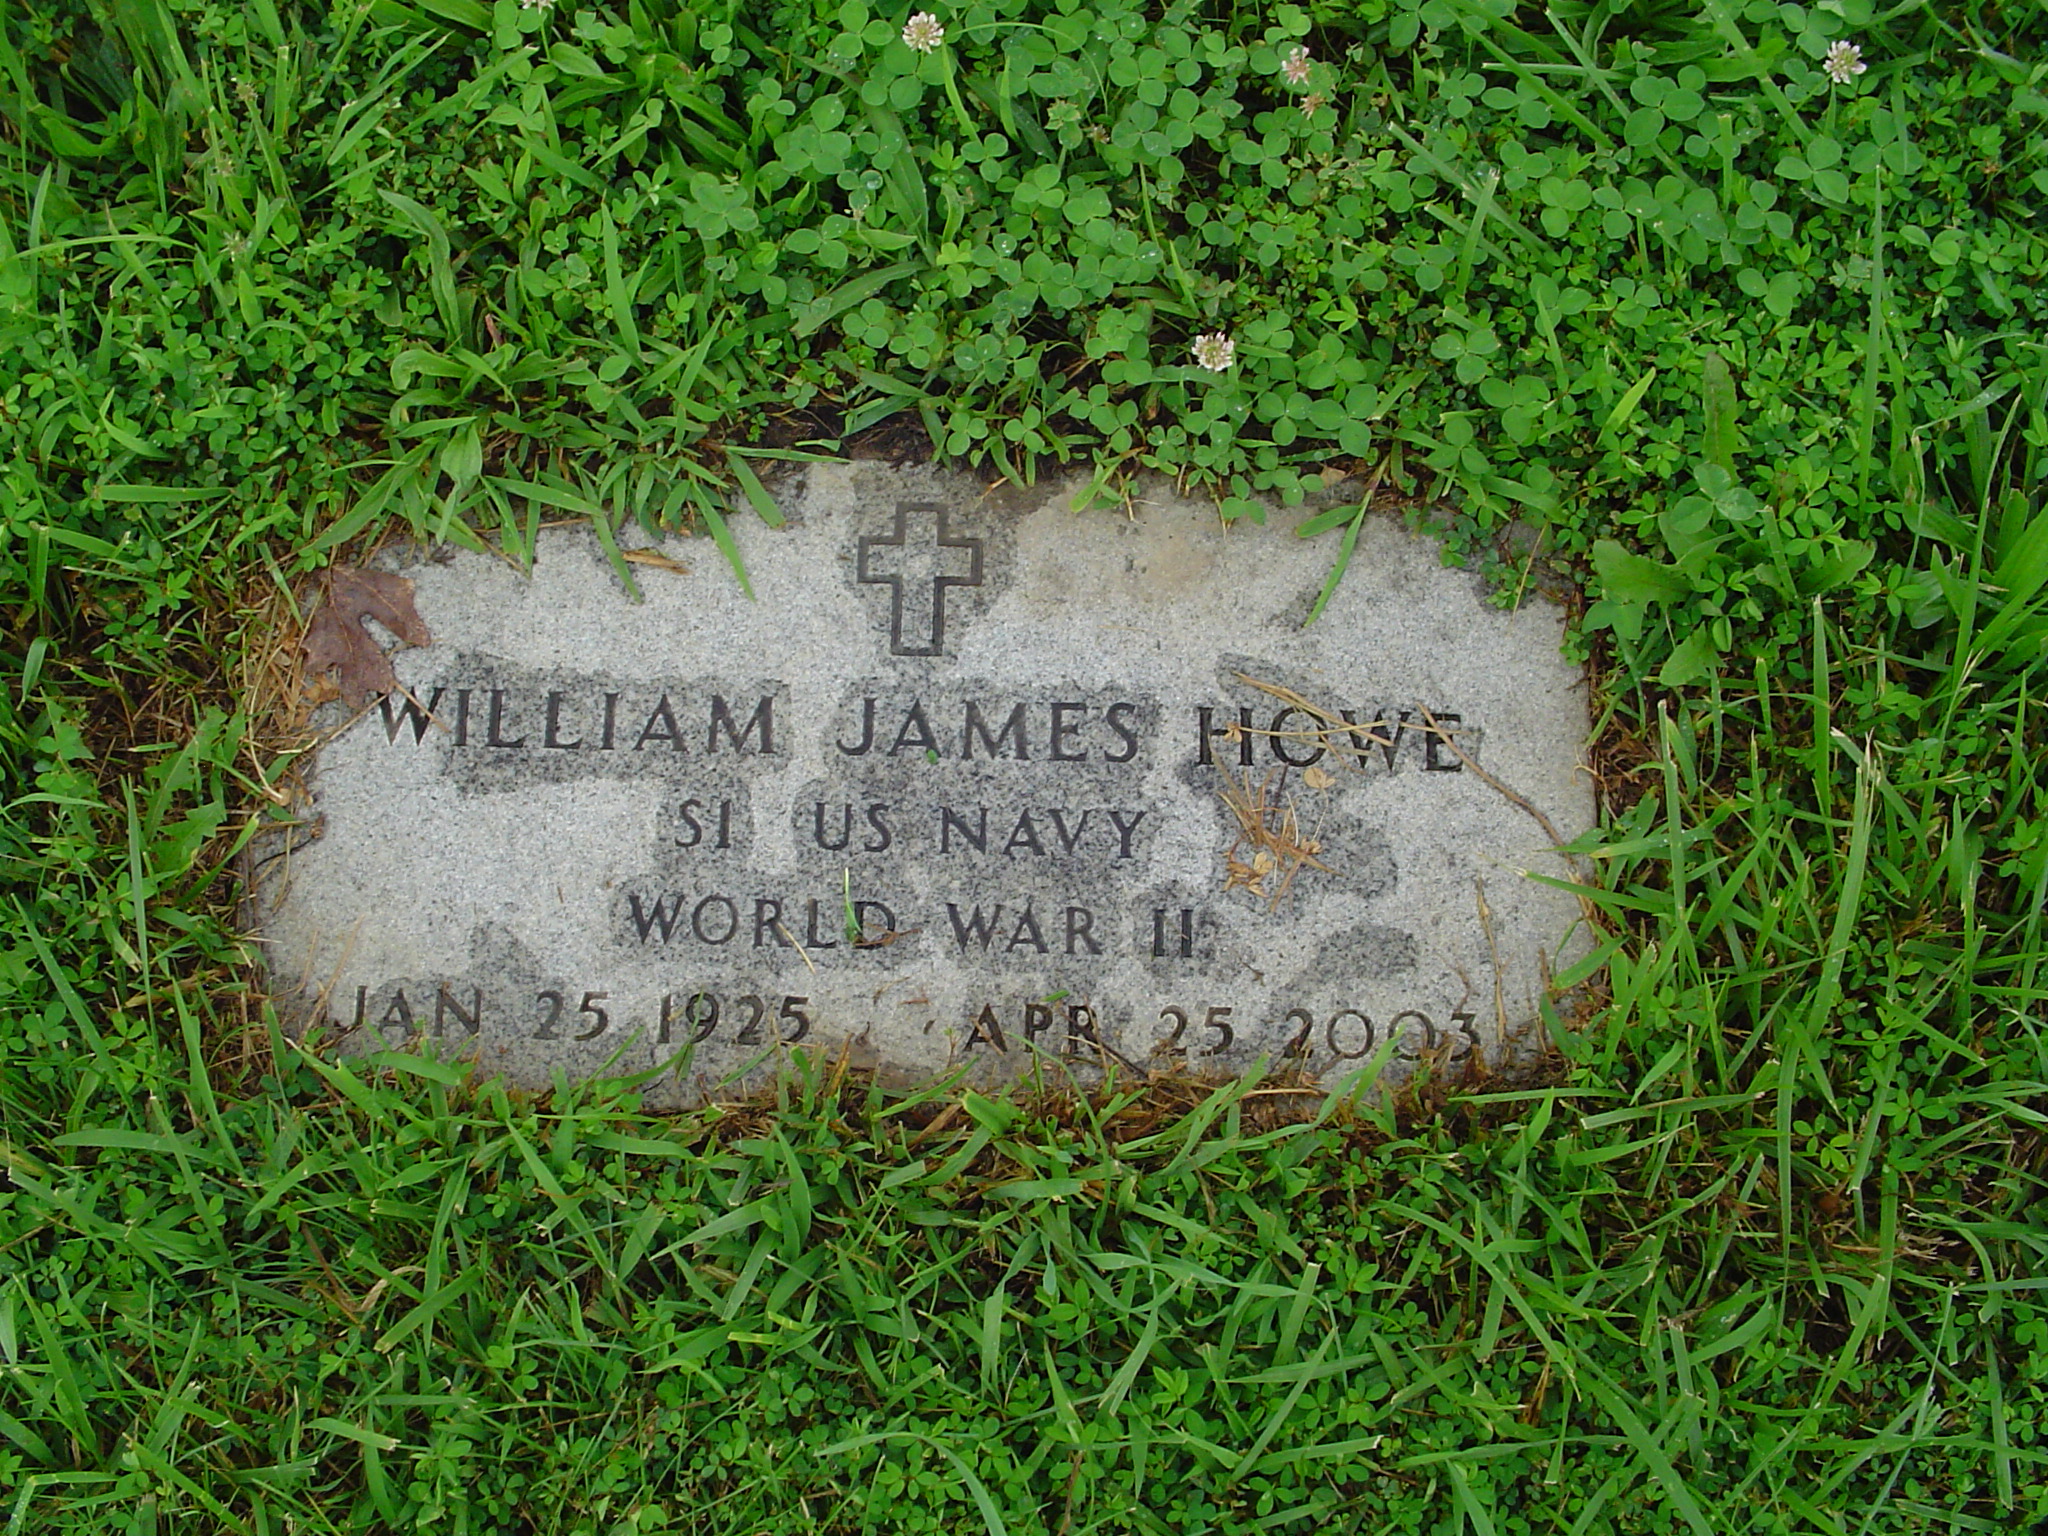 WILLIAM JAMES HOWE
S1 US NAVY
WORLD WAR II
JAN 25 1925 APR 25 2003